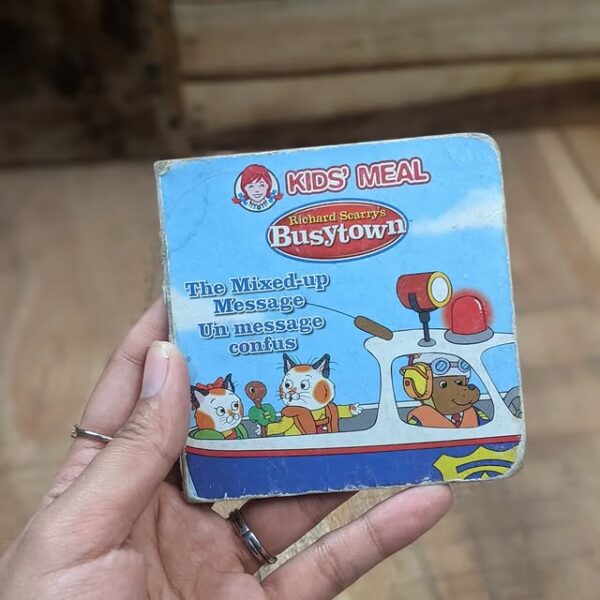 KIDS' MEAL
Richard Scarry's
Busytown
The Mixed-up
Message
Un message
confus